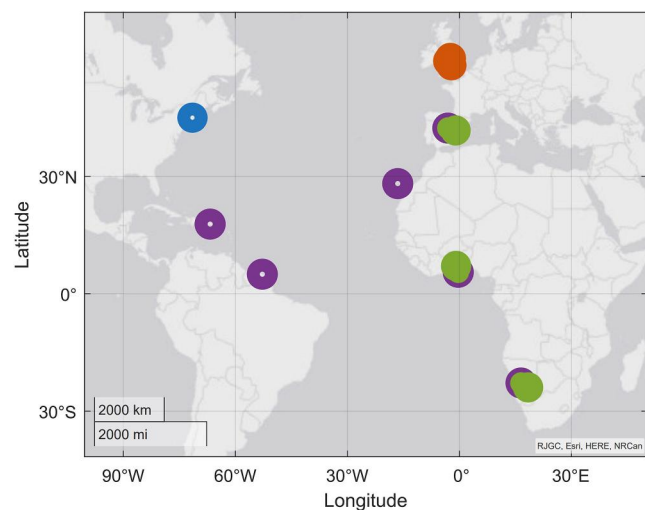 Latitude
30°N
0°
30°S
2000 km
2000 mi
RJGC, Esri, HERE, NRCan
90°W
60°W
30°W
0°
30°E
Longitude